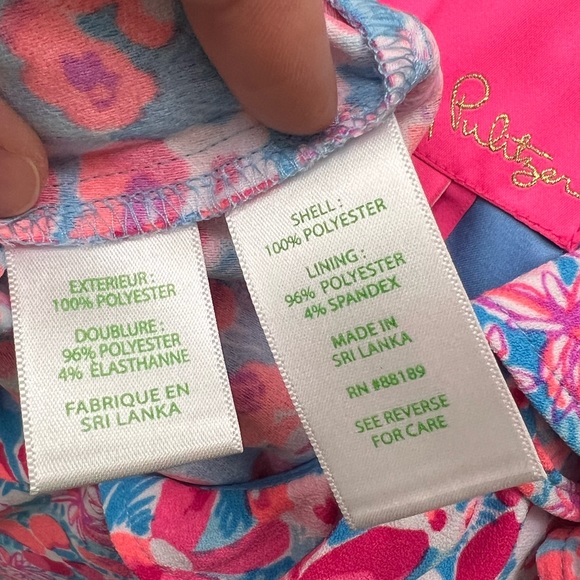 Pulitzer
EXTERIEUR :
100% POLYESTER
DOUBLURE :
96% POLYESTER
4% ÉLASTHANNE
FABRIQUE EN
SRI LANKA
SHELL :
100% POLYESTER
LINING :
96% POLYESTER
4% SPANDEX
MADE IN
SRI LANKA
RN #88189
SEE REVERSE
FOR CARE